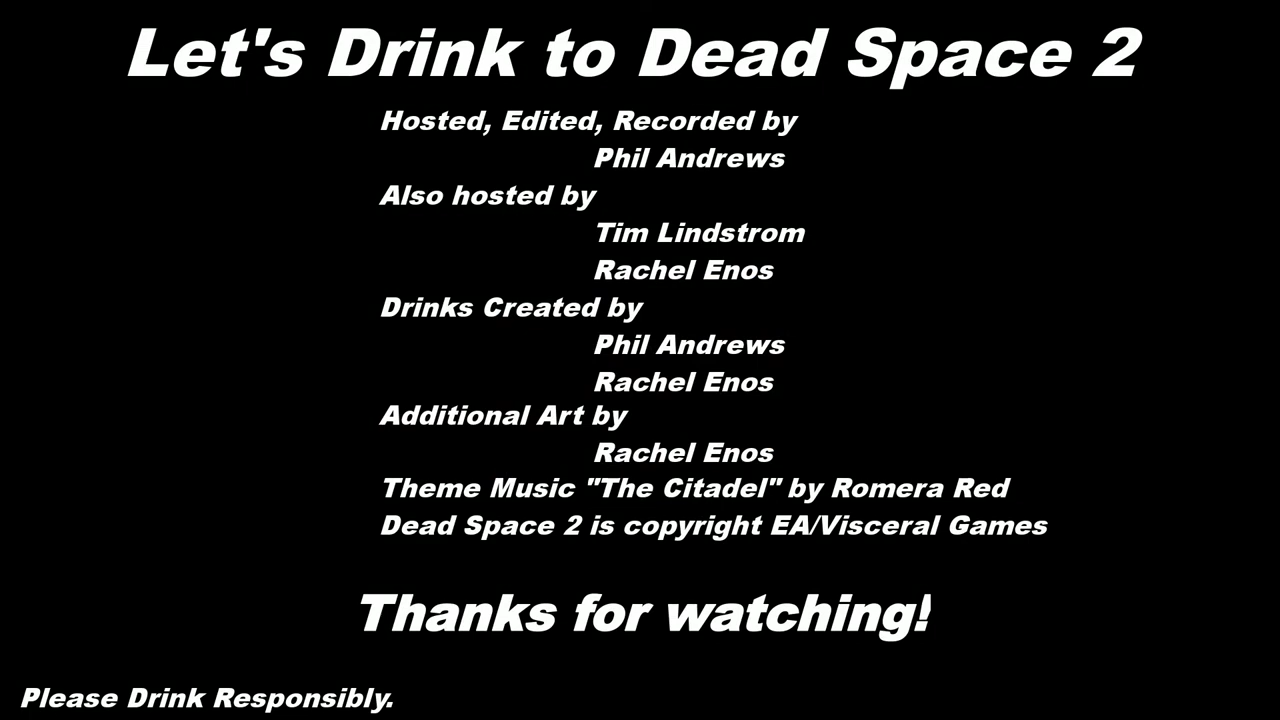 Let's Drink to Dead Space 2
Hosted, Edited, Recorded by
Phil Andrews
Also hosted by
Tim Lindstrom
Rachel Enos
Drinks Created by
Phil Andrews
Rachel Enos
Additional Art by
Rachel Enos
Theme Music "The Citadel" by Romera Red
Dead Space 2 is copyright EA/Visceral Games
Thanks for watching!
Please Drink Responsibly.